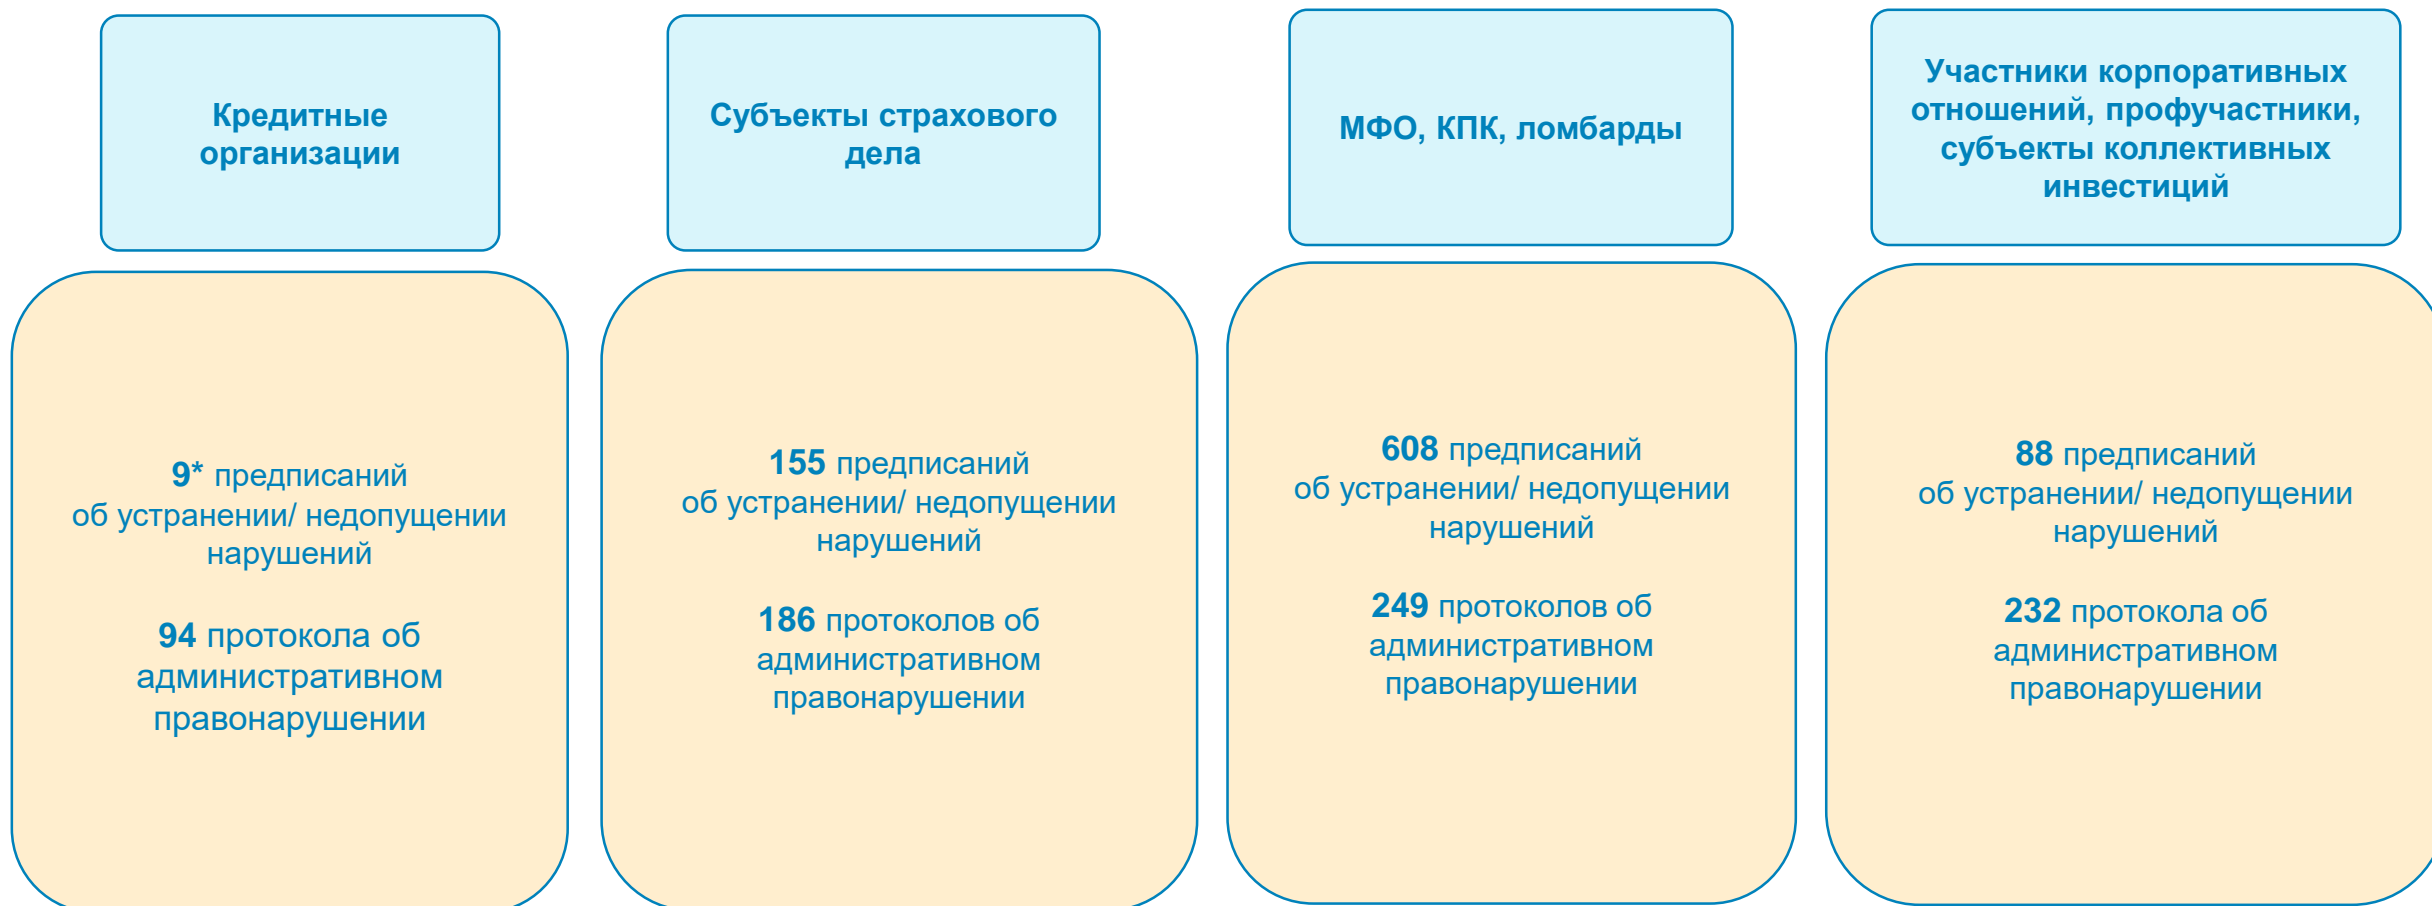 Кредитные
организации
Субъекты страхового
дела
МФО, КПК, ломбарды
Участники корпоративных
отношений, профучастники,
субъекты коллективных
инвестиций
9* предписаний
об устранении/ недопущении
нарушений
94 протокола об
административном
правонарушении
155 предписаний
об устранении/ недопущении
нарушений
186 протоколов об
административном
правонарушении
608 предписаний
об устранении/ недопущении
нарушений
249 протоколов об
административном
правонарушении
88 предписаний
об устранении/ недопущении
нарушений
232 протокола об
административном
правонарушении